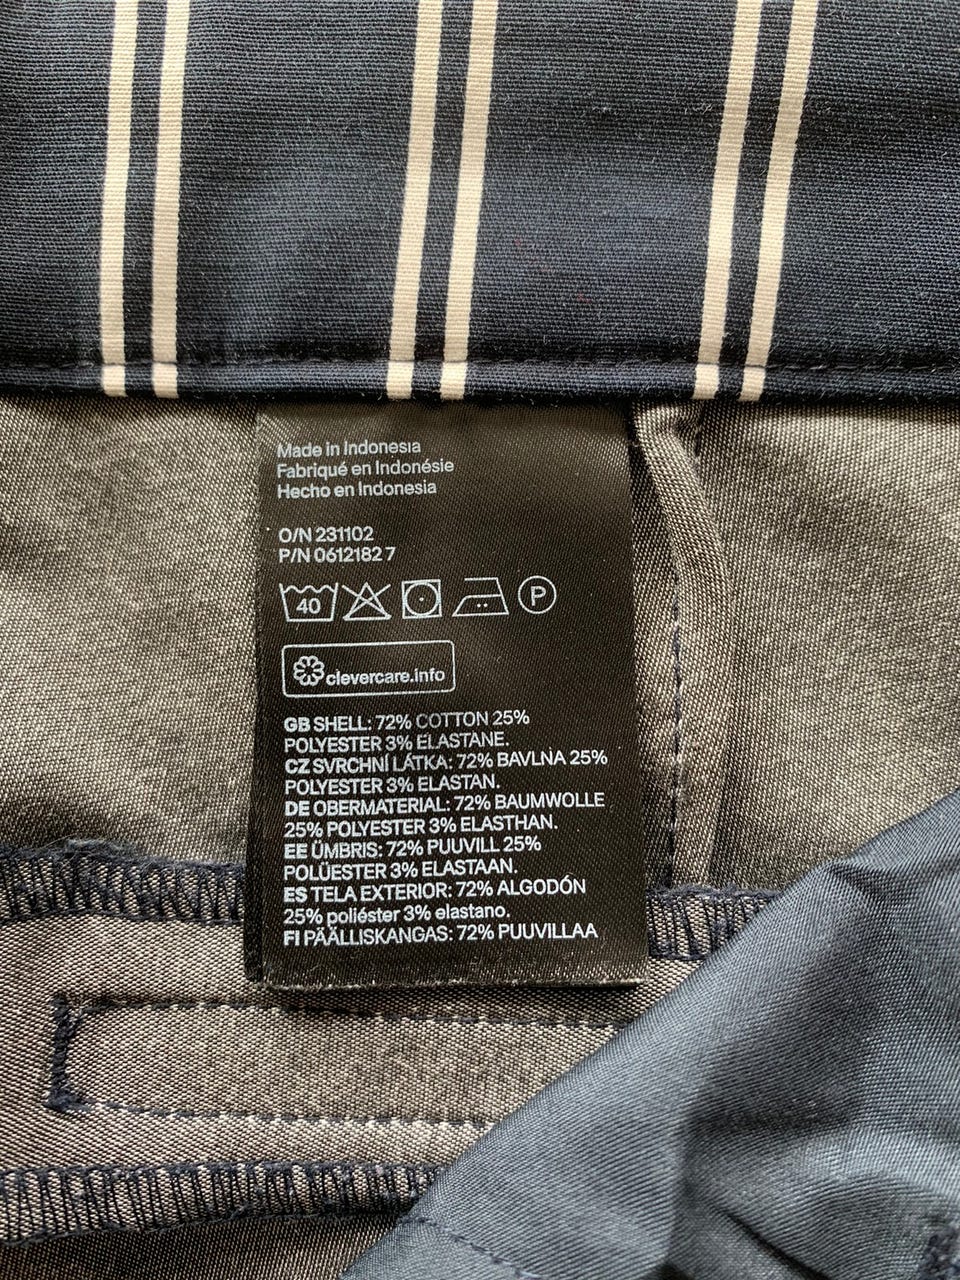 Made in Indonesia
Fabriqué en Indonésie
Hecho en Indonesia
O/N 231102
P/N 0612182 7
40
P
clevercare.info
GB SHELL: 72% COTTON 25%
POLYESTER 3% ELASTANE.
CZ SVRCHNÍ LÁTKA: 72% BAVLNA 25%
POLYESTER 3% ELASTAN.
DE OBERMATERIAL: 72% BAUMWOLLE
25% POLYESTER 3% ELASTHAN.
EE ÜMBRIS: 72% PUUVILL 25%
POLÜESTER 3% ELASTAAN.
ES TELA EXTERIOR: 72% ALGODÓN
25% poliéster 3% elastano.
FI PÄÄLLISKANGAS: 72% PUUVILLAA